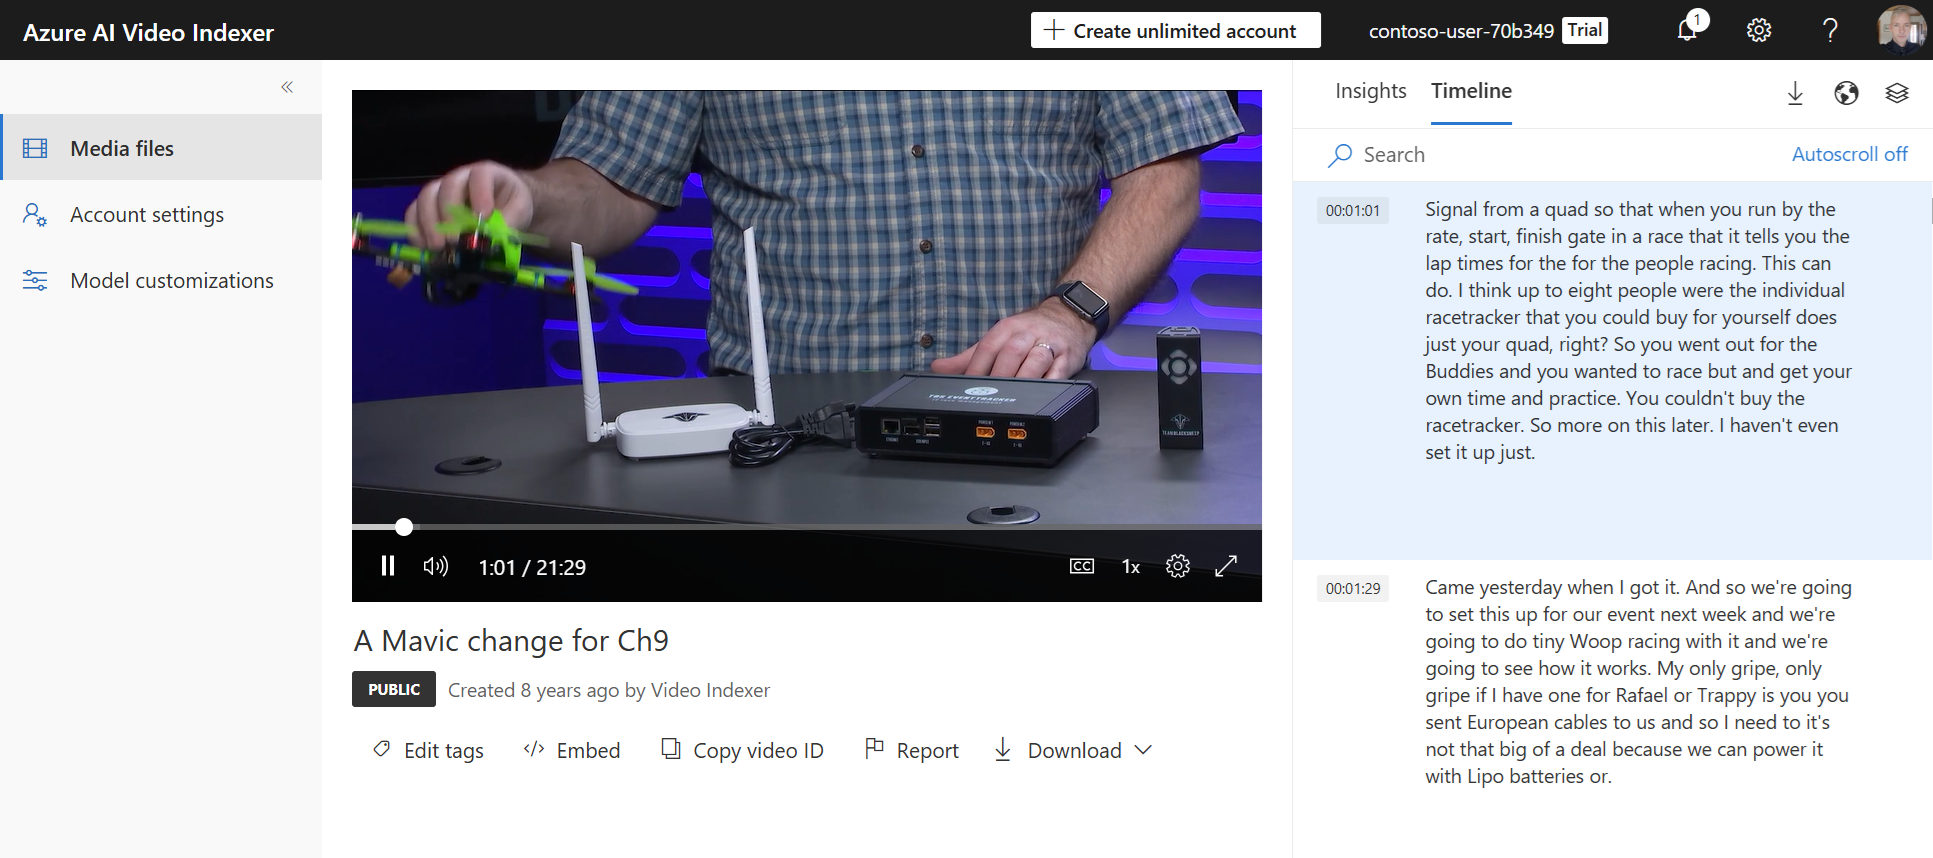 Azure AI Video Indexer
Create unlimited account
contoso-user-70b349
Trial
1
Media files
Account settings
Model customizations
TBS EVENTTRACKER
ETHERNET
POWER IN 1
POWER IN 2
TEAM BLACKSHEEP
1:01 / 21:29
CC
1x
A Mavic change for Ch9
PUBLIC
Created 8 years ago by Video Indexer
Edit tags
Embed
Copy video ID
Report
Download
Insights
Timeline
Search
Autoscroll off
00:01:01
Signal from a quad so that when you run by the
rate, start, finish gate in a race that it tells you the
lap times for the for the people racing. This can
do. I think up to eight people were the individual
racetracker that you could buy for yourself does
just your quad, right? So you went out for the
Buddies and you wanted to race but and get your
own time and practice. You couldn't buy the
racetracker. So more on this later. I haven't even
set it up just.
00:01:29
Came yesterday when I got it. And so we're going
to set this up for our event next week and we're
going to do tiny Woop racing with it and we're
going to see how it works. My only gripe, only
gripe if I have one for Rafael or Trappy is you you
sent European cables to us and so I need to it's
not that big of a deal because we can power it
with Lipo batteries or.